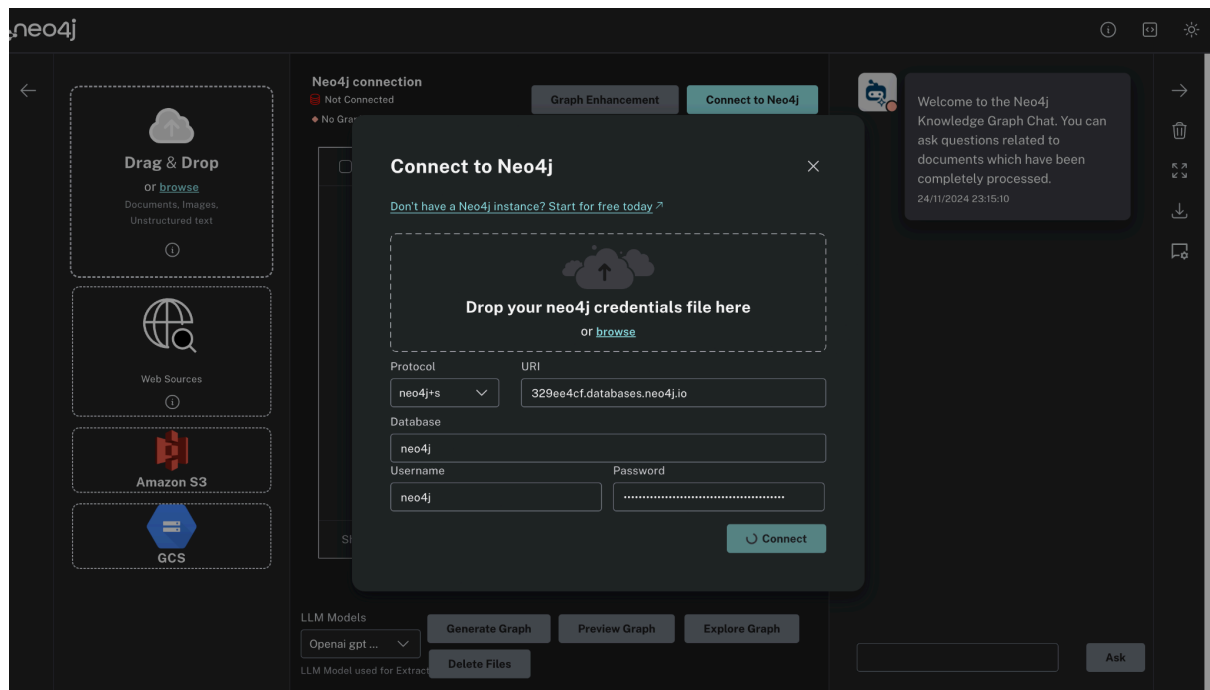 neo4j
Drag & Drop
or browse
Documents, Images,
Unstructured text
Web Sources
Amazon S3
GCS
Neo4j connection
Not Connected
No Gra
Graph Enhancement
Connect to Neo4j
Connect to Neo4j
Don't have a Neo4j instance? Start for free today
Drop your neo4j credentials file here
or browse
Protocol
URI
neo4j+s
329ee4cf.databases.neo4j.io
Database
neo4j
Username
Password
neo4j
Connect
LLM Models
Openai gpt ...
LLM Model used for Extract
Generate Graph
Preview Graph
Explore Graph
Delete Files
Welcome to the Neo4j
Knowledge Graph Chat. You can
ask questions related to
documents which have been
completely processed.
24/11/2024 23:15:10
Ask